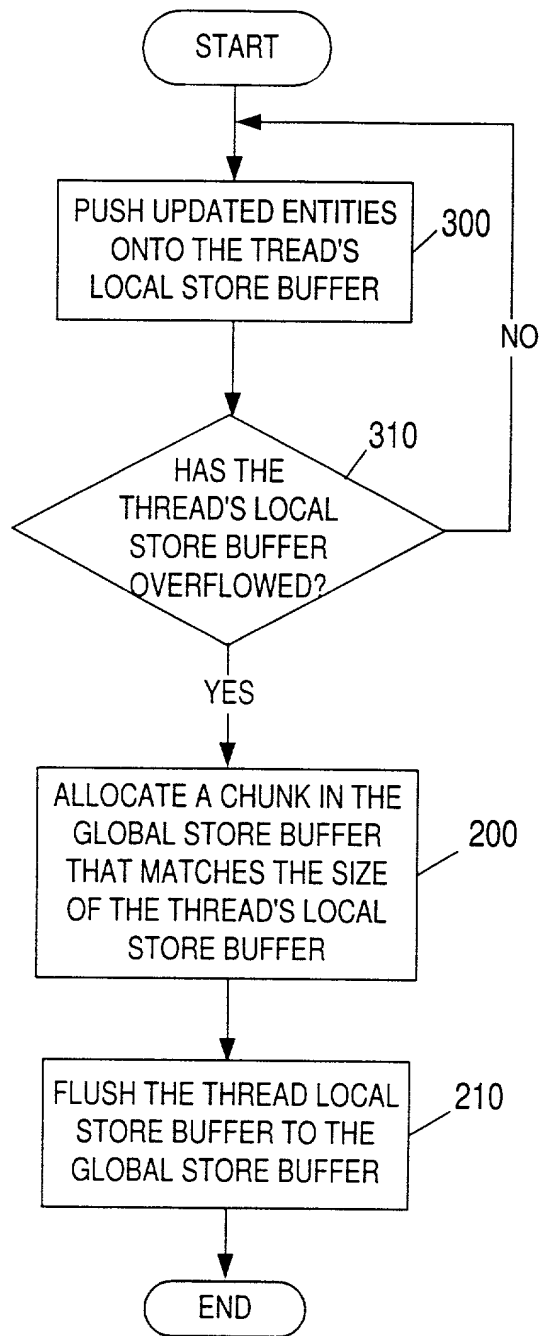 START
PUSH UPDATED ENTITIES
ONTO THE TREAD'S
LOCAL STORE BUFFER
300
NO
310
HAS THE
THREAD'S LOCAL
STORE BUFFER
OVERFLOWED?
YES
ALLOCATE A CHUNK IN THE
GLOBAL STORE BUFFER
THAT MATCHES THE SIZE
OF THE THREAD'S LOCAL
STORE BUFFER
200
FLUSH THE THREAD LOCAL
STORE BUFFER TO THE
GLOBAL STORE BUFFER
210
END